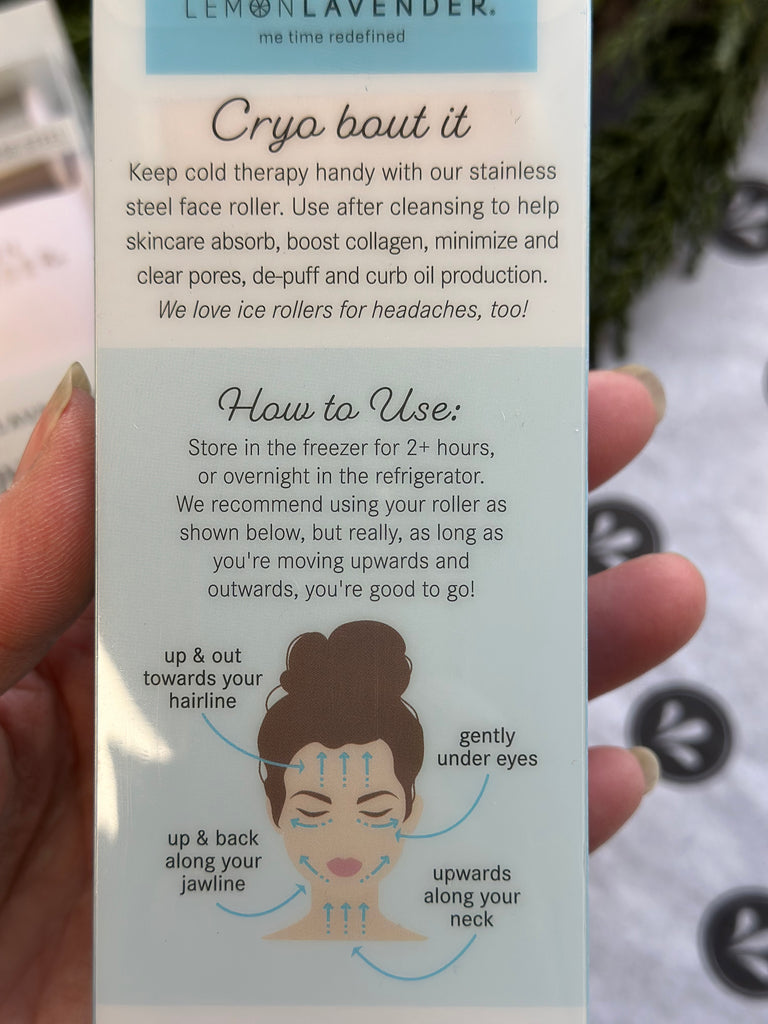 LEMONLAVENDER®
me time redefined
Cryo bout it
Keep cold therapy handy with our stainless
steel face roller. Use after cleansing to help
skincare absorb, boost collagen, minimize and
clear pores, de-puff and curb oil production.
We love ice rollers for headaches, too!
How to Use:
Store in the freezer for 2+ hours,
or overnight in the refrigerator.
We recommend using your roller as
shown below, but really, as long as
you're moving upwards and
outwards, you're good to go!
up & out
towards your
hairline
gently
under eyes
up & back
along your
jawline
upwards
along your
neck